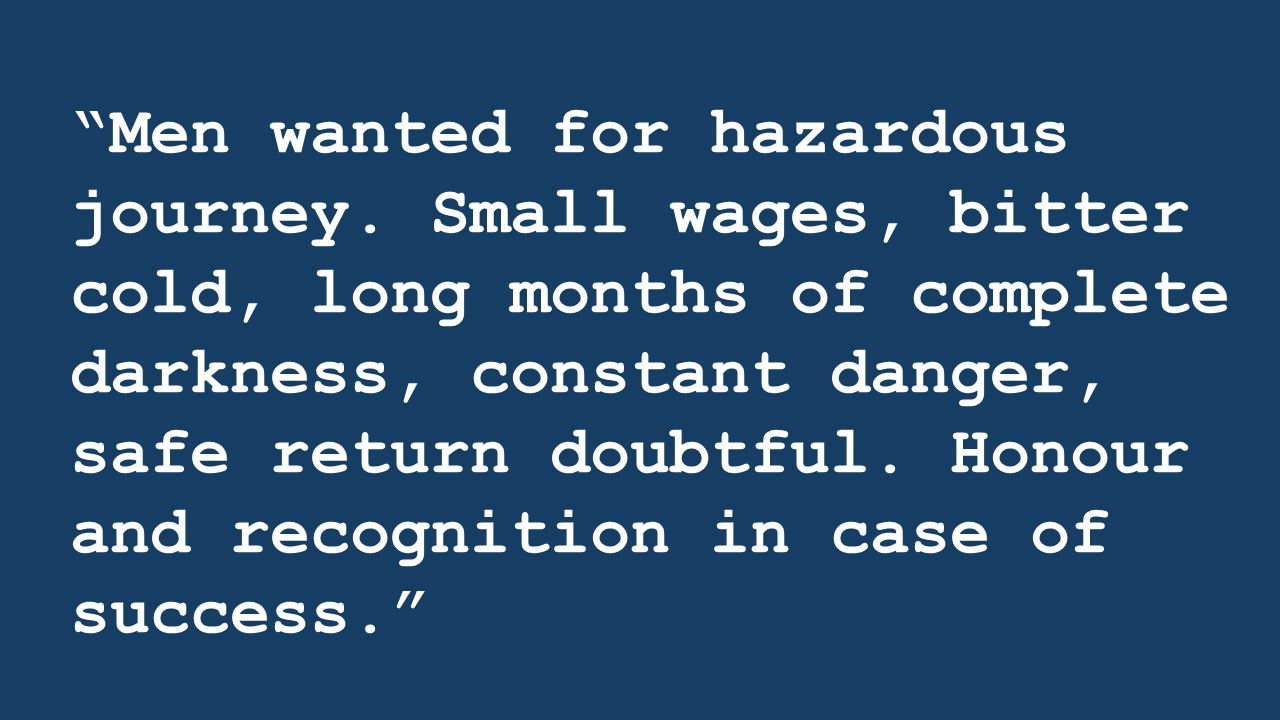 “Men wanted for hazardous
journey. Small wages, bitter
cold, long months of complete
darkness, constant danger,
safe return doubtful. Honour
and recognition in case of
success.”